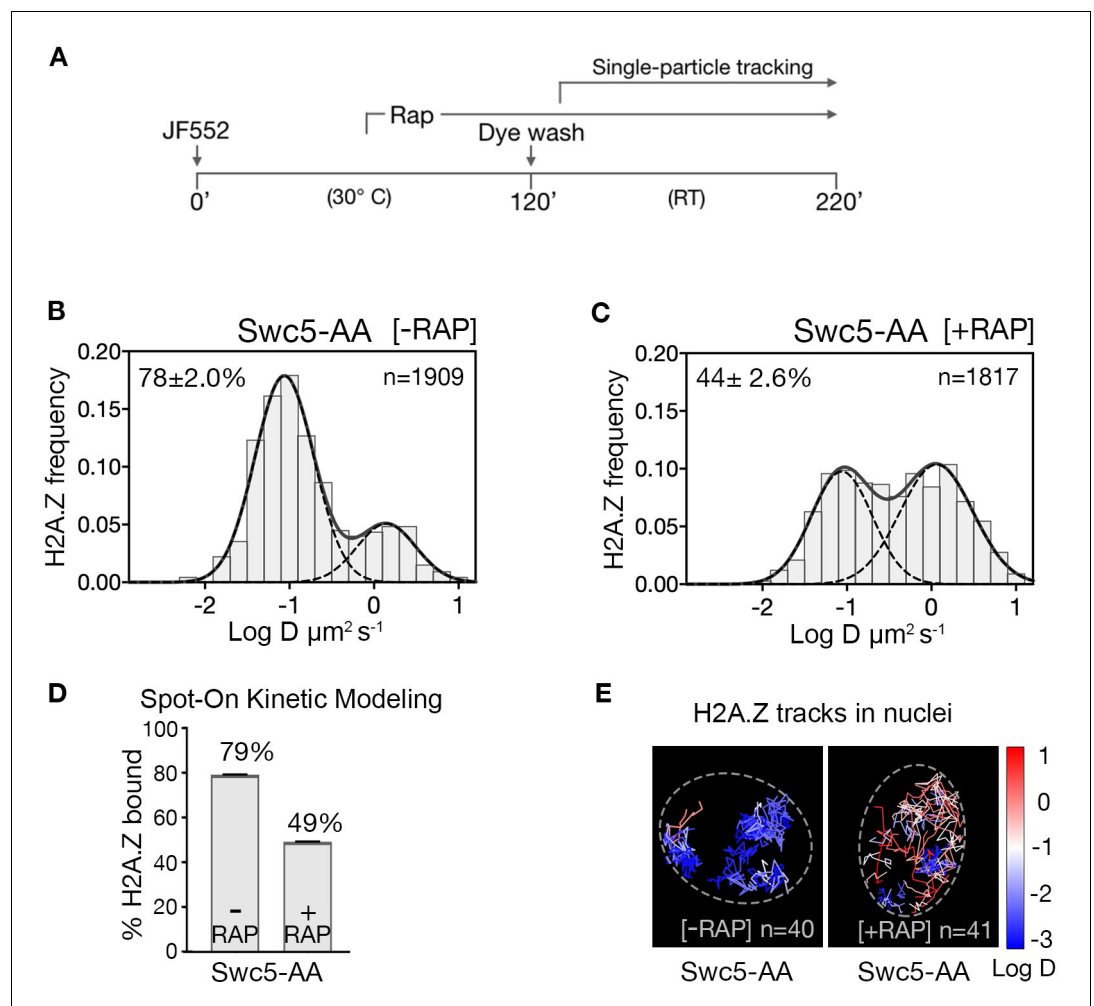 A
Single-particle tracking
Rap
JF552
Dye wash
0’
(30° C)
120’
(RT)
220’
B
Swc5-AA [-RAP]
0.20
78±2.0%
n=1909
0.15
0.10
0.05
0.00
H2A.Z frequency
-2 -1 0 1
Log D µm² s⁻¹
C
Swc5-AA [+RAP]
0.20
44± 2.6%
n=1817
0.15
0.10
0.05
0.00
H2A.Z frequency
-2 -1 0 1
Log D µm² s⁻¹
D
Spot-On Kinetic Modeling
100
80
60
40
20
0
% H2A.Z bound
79%
49%
- +
RAP RAP
Swc5-AA
E
H2A.Z tracks in nuclei
[-RAP] n=40
[+RAP] n=41
Swc5-AA
Swc5-AA
1
0
-1
-2
-3
Log D